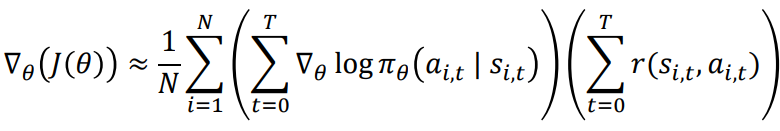 ∇θ(J(θ)) ≈ 1/N ∑_{i=1}^{N} (∑_{t=0}^{T} ∇θ log πθ(a_{i,t} | s_{i,t})) (∑_{t=0}^{T} r(s_{i,t}, a_{i,t}))